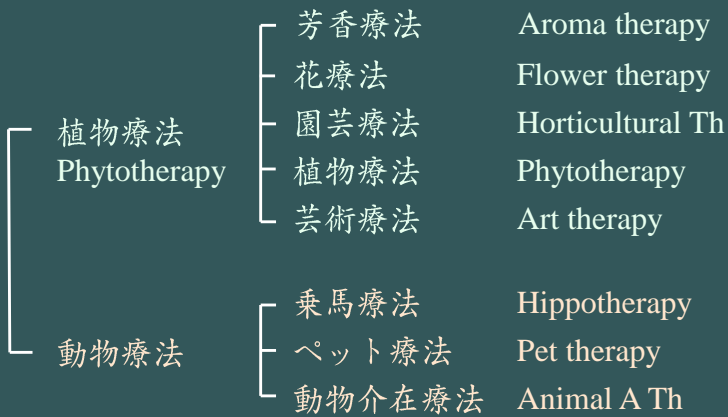 芳香療法 Aroma therapy
花療法 Flower therapy
園芸療法 Horticultural Th
植物療法
Phytotherapy
植物療法 Phytotherapy
芸術療法 Art therapy
乗馬療法 Hippotherapy
動物療法
ペット療法 Pet therapy
動物介在療法 Animal A Th